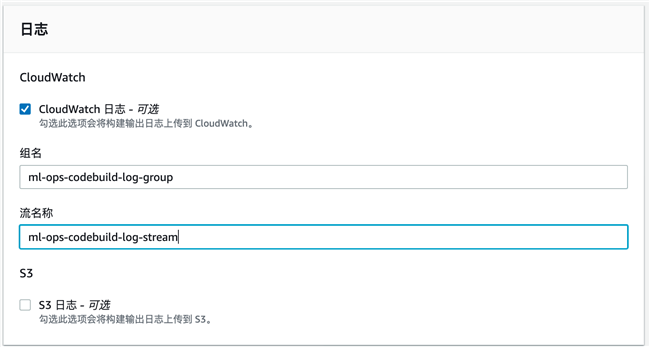 日志
CloudWatch
CloudWatch 日志 - 可选
勾选此选项会将构建输出日志上传到 CloudWatch。
组名
ml-ops-codebuild-log-group
流名称
ml-ops-codebuild-log-stream
S3
S3 日志 - 可选
勾选此选项会将构建输出日志上传到 S3。